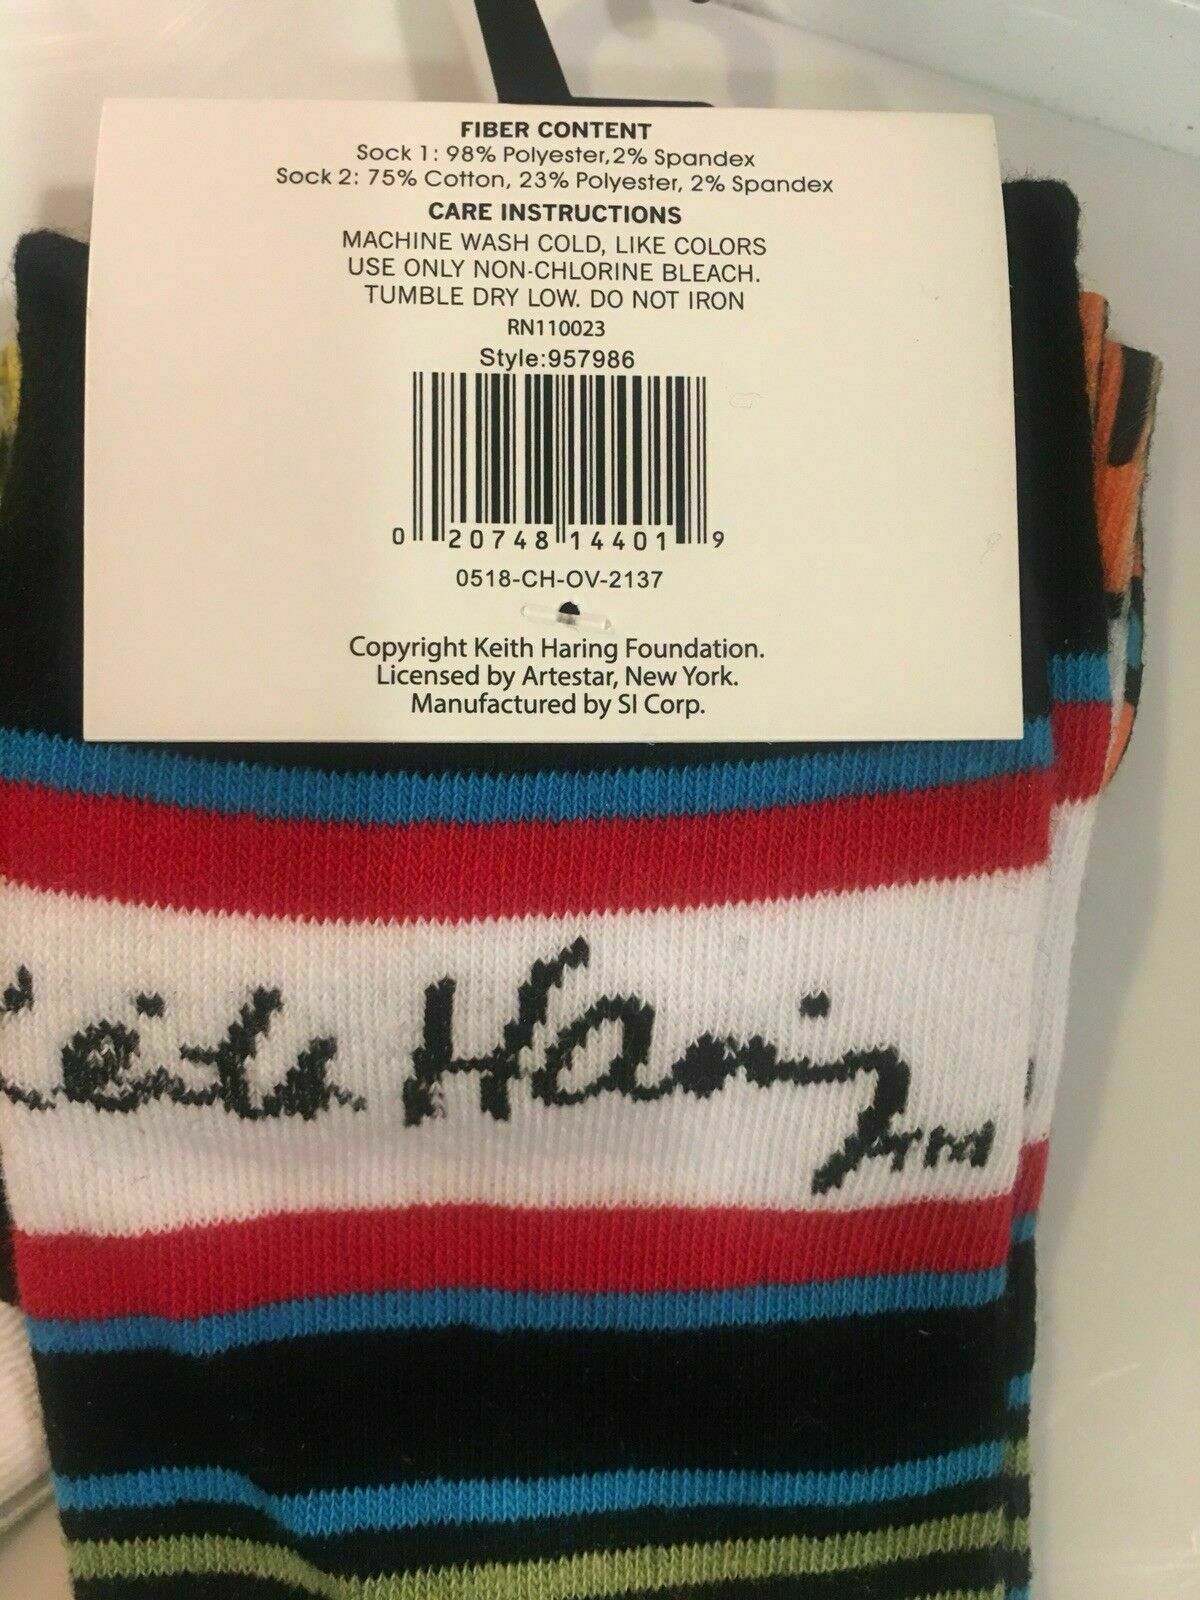 FIBER CONTENT
Sock 1: 98% Polyester,2% Spandex
Sock 2: 75% Cotton, 23% Polyester, 2% Spandex
CARE INSTRUCTIONS
MACHINE WASH COLD, LIKE COLORS
USE ONLY NON-CHLORINE BLEACH.
TUMBLE DRY LOW. DO NOT IRON
RN110023
Style:957986
0 20748 14401 9
0518-CH-OV-2137
Copyright Keith Haring Foundation.
Licensed by Artestar, New York.
Manufactured by SI Corp.
Keith Haring